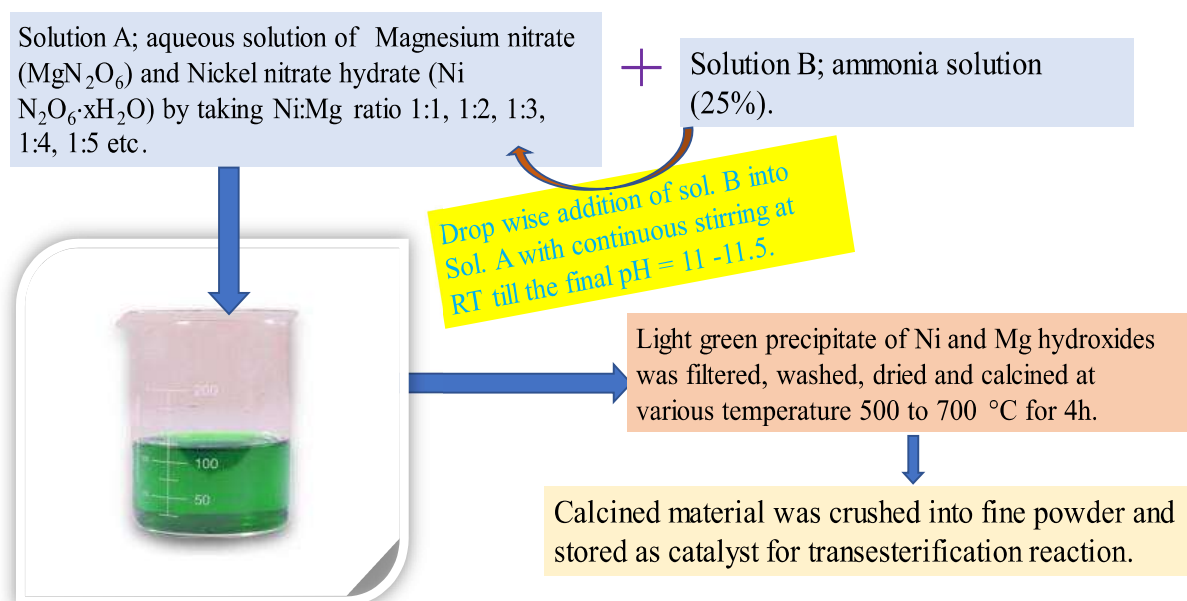 Solution A; aqueous solution of Magnesium nitrate
(MgN₂O₆) and Nickel nitrate hydrate (Ni
N₂O₆·xH₂O) by taking Ni:Mg ratio 1:1, 1:2, 1:3,
1:4, 1:5 etc.
+
Solution B; ammonia solution
(25%).
Drop wise addition of sol. B into
Sol. A with continuous stirring at
RT till the final pH = 11 -11.5.
200
100
50
Light green precipitate of Ni and Mg hydroxides
was filtered, washed, dried and calcined at
various temperature 500 to 700 °C for 4h.
Calcined material was crushed into fine powder and
stored as catalyst for transesterification reaction.